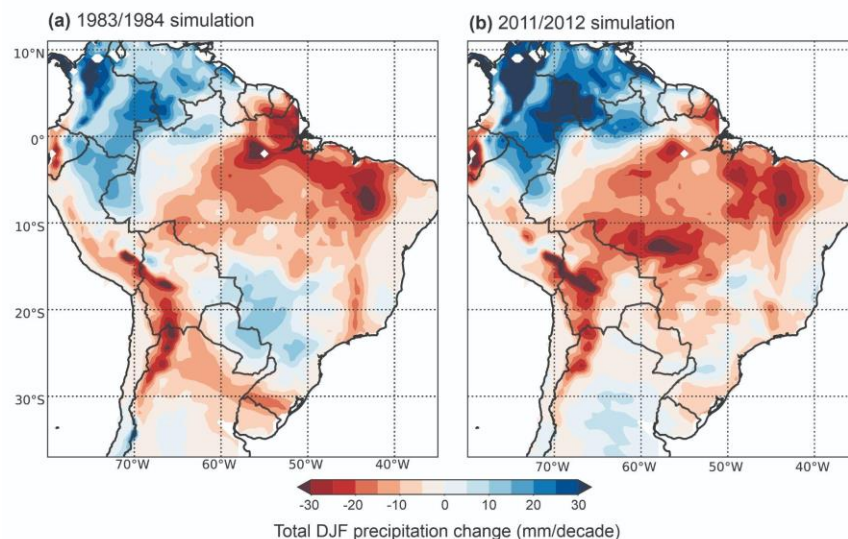 (a) 1983/1984 simulation
(b) 2011/2012 simulation
10°N
0°
10°S
20°S
30°S
70°W 60°W 50°W 40°W
70°W 60°W 50°W 40°W
-30 -20 -10 0 10 20 30
Total DJF precipitation change (mm/decade)